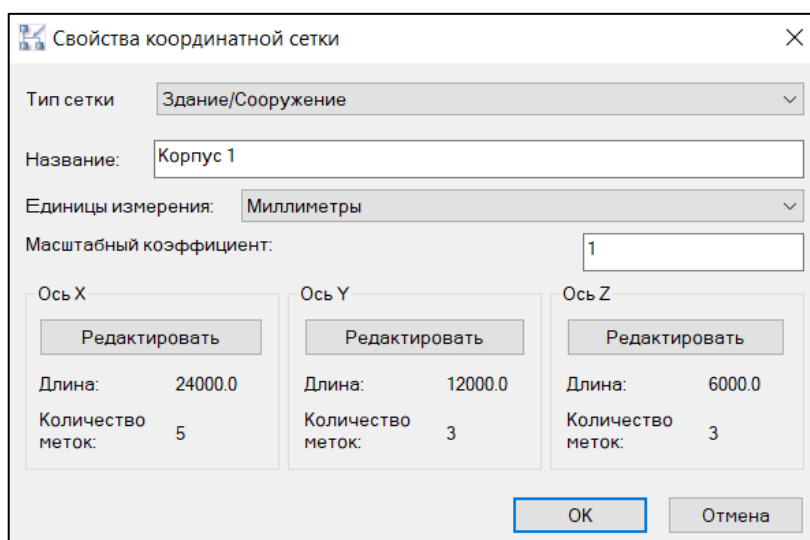 Свойства координатной сетки
Тип сетки Здание/Сооружение
Название: Корпус 1
Единицы измерения: Миллиметры
Масштабный коэффициент: 1
Ось X
Редактировать
Длина: 24000.0
Количество
меток: 5
Ось Y
Редактировать
Длина: 12000.0
Количество
меток: 3
Ось Z
Редактировать
Длина: 6000.0
Количество
меток: 3
OK Отмена